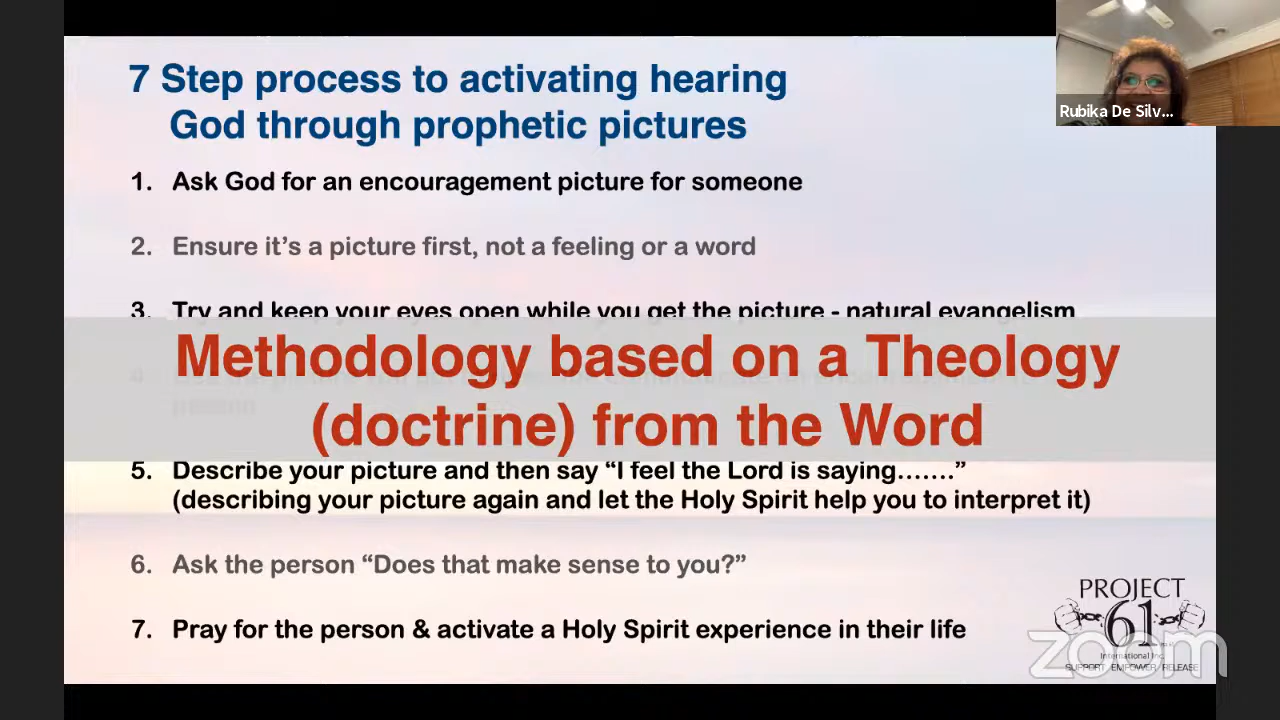 7 Step process to activating hearing
God through prophetic pictures
Rubika De Silv...
1. Ask God for an encouragement picture for someone
2. Ensure it's a picture first, not a feeling or a word
3. Try and keep your eyes open while you get the picture - natural evangelism
Methodology based on a Theology
(doctrine) from the Word
5. Describe your picture and then say “I feel the Lord is saying…….”
(describing your picture again and let the Holy Spirit help you to interpret it)
6. Ask the person “Does that make sense to you?”
7. Pray for the person & activate a Holy Spirit experience in their life
PROJECT
61
International Inc.
SUPPORT EMPOWER RELEASE
zoom